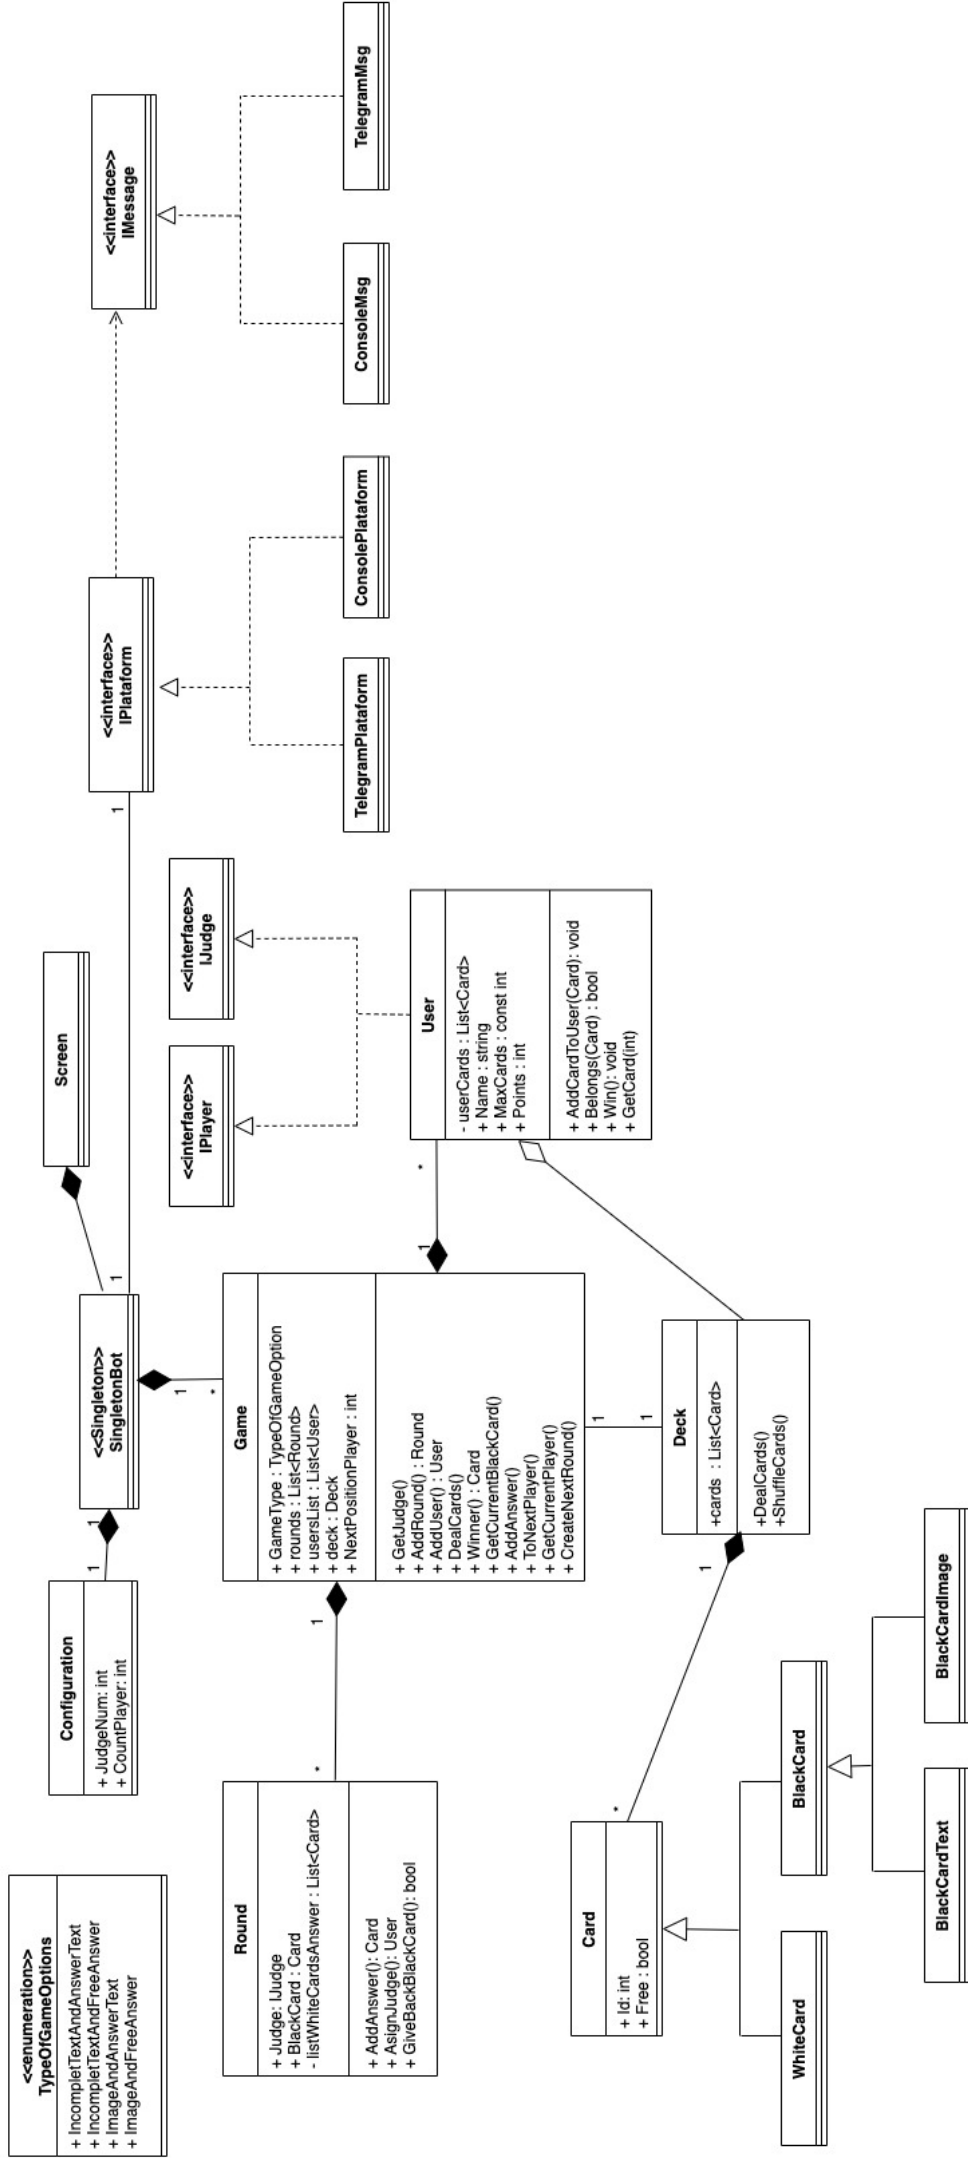 <<enumeration>>
TypeOfGameOptions
+ IncompletTextAndAnswerText
+ IncompletTextAndFreeAnswer
+ ImageAndAnswerText
+ ImageAndFreeAnswer
Configuration
+ JudgeNum: int
+ CountPlayer: int
1
1
<<Singleton>>
SingletonBot
Screen
1
1
<<interface>>
IPlataform
<<interface>>
IMessage
1
*
<<interface>>
IPlayer
<<interface>>
IJudge
TelegramPlataform
ConsolePlataform
ConsoleMsg
TelegramMsg
Round
+ Judge: IJudge
+ BlackCard : Card
- listWhiteCardsAnswer : List<Card>
+ AddAnswer(): Card
+ AsignJudge(): User
+ GiveBackBlackCard(): bool
*
1
Game
+ GameType : TypeOfGameOption
+ rounds : List<Round>
+ usersList : List<User>
+ deck : Deck
+ NextPositionPlayer : int
+ GetJudge()
+ AddRound() : Round
+ AddUser() : User
+ DealCards()
+ Winner() : Card
+ GetCurrentBlackCard()
+ AddAnswer()
+ ToNextPlayer()
+ GetCurrentPlayer()
+ CreateNextRound()
1
*
User
- userCards : List<Card>
+ Name : string
+ MaxCards : const int
+ Points : int
+ AddCardToUser(Card): void
+ Belongs(Card) : bool
+ Win(): void
+ GetCard(int)
1
1
Card
+ Id: int
+ Free : bool
*
1
Deck
+cards : List<Card>
+DealCards()
+ShuffleCards()
WhiteCard
BlackCard
BlackCardText
BlackCardImage